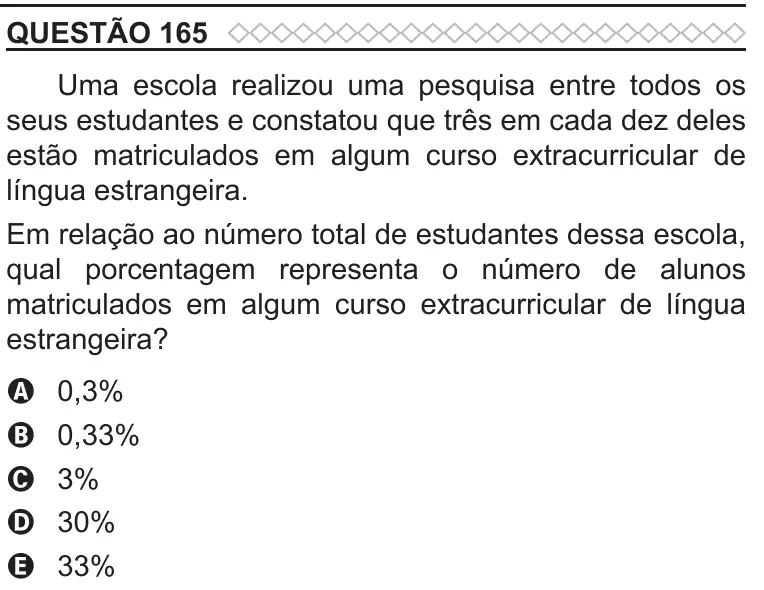 QUESTÃO 165
Uma escola realizou uma pesquisa entre todos os
seus estudantes e constatou que três em cada dez deles
estão matriculados em algum curso extracurricular de
língua estrangeira.
Em relação ao número total de estudantes dessa escola,
qual porcentagem representa o número de alunos
matriculados em algum curso extracurricular de língua
estrangeira?
A 0,3%
B 0,33%
C 3%
D 30%
E 33%